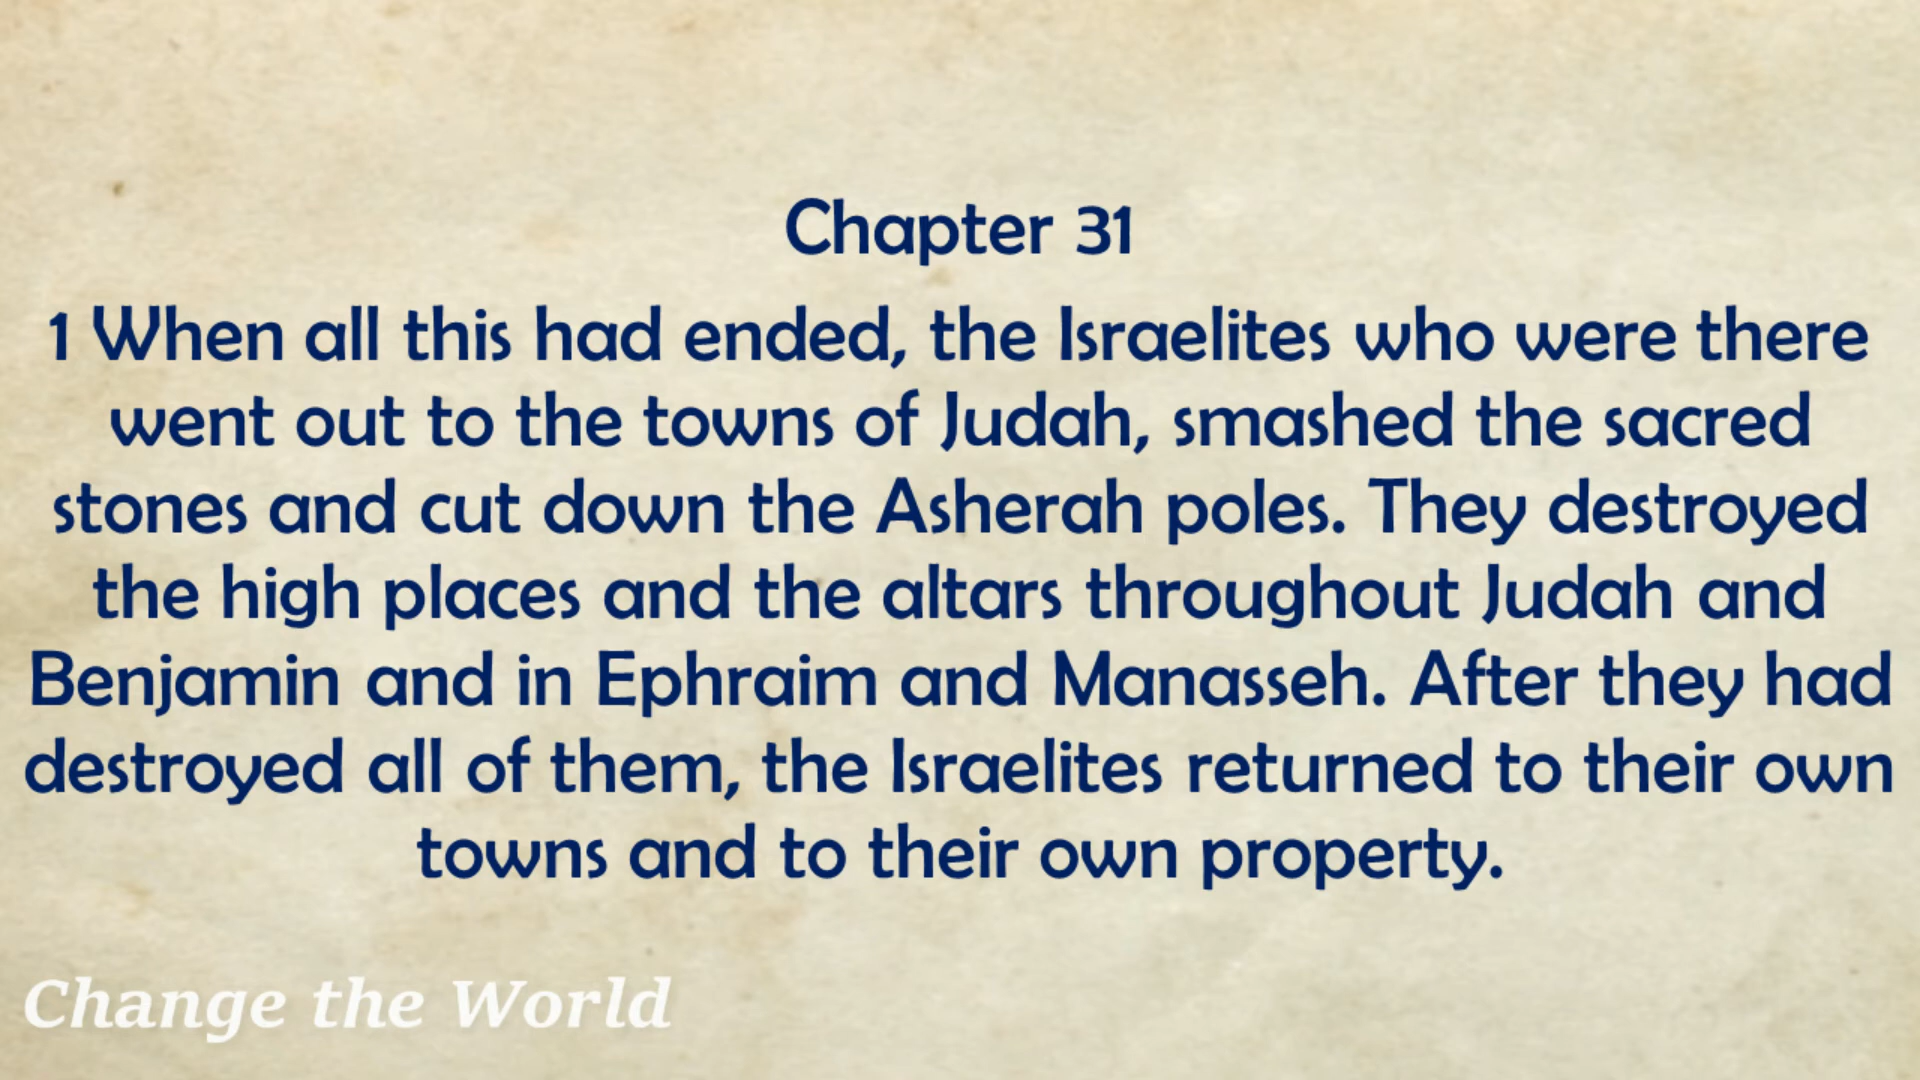 Chapter 31
1 When all this had ended, the Israelites who were there
went out to the towns of Judah, smashed the sacred
stones and cut down the Asherah poles. They destroyed
the high places and the altars throughout Judah and
Benjamin and in Ephraim and Manasseh. After they had
destroyed all of them, the Israelites returned to their own
towns and to their own property.
Change the World